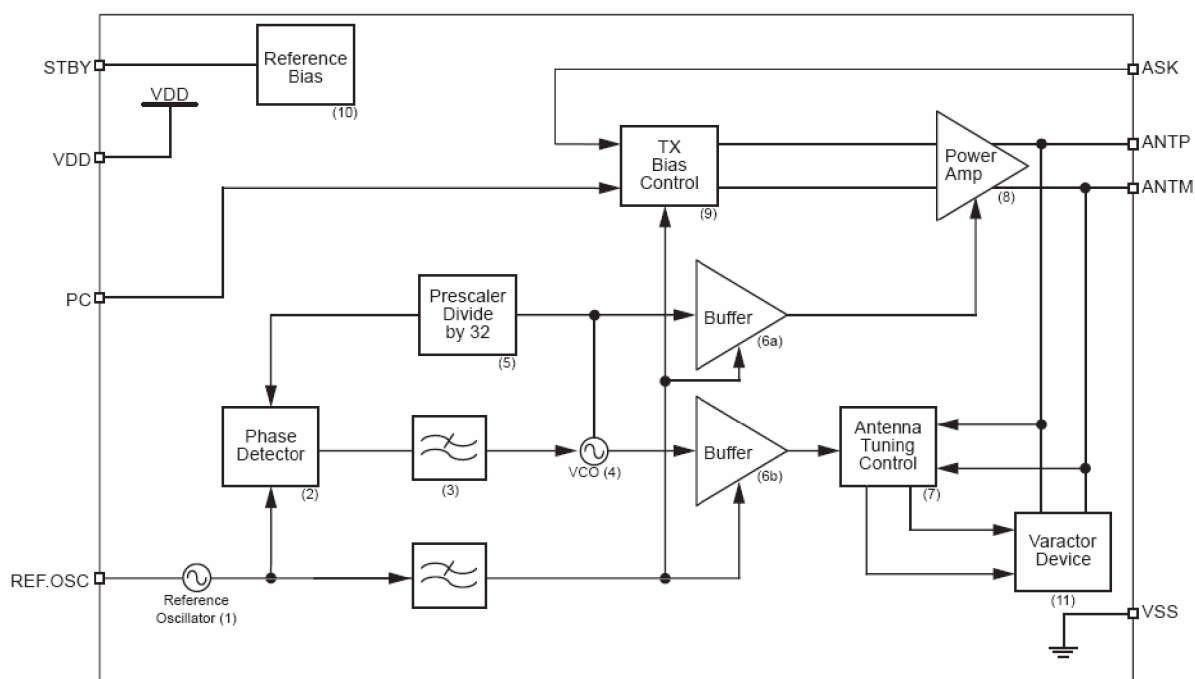 STBY
Reference
Bias
(10)
ASK
VDD
VDD
TX
Bias
Control
(9)
Power
Amp
(8)
ANTP
ANTM
PC
Prescaler
Divide
by 32
(5)
Buffer
(6a)
Phase
Detector
(2)
(3)
VCO (4)
Buffer
(6b)
Antenna
Tuning
Control
(7)
REF.OSC
Reference
Oscillator (1)
Varactor
Device
(11)
VSS